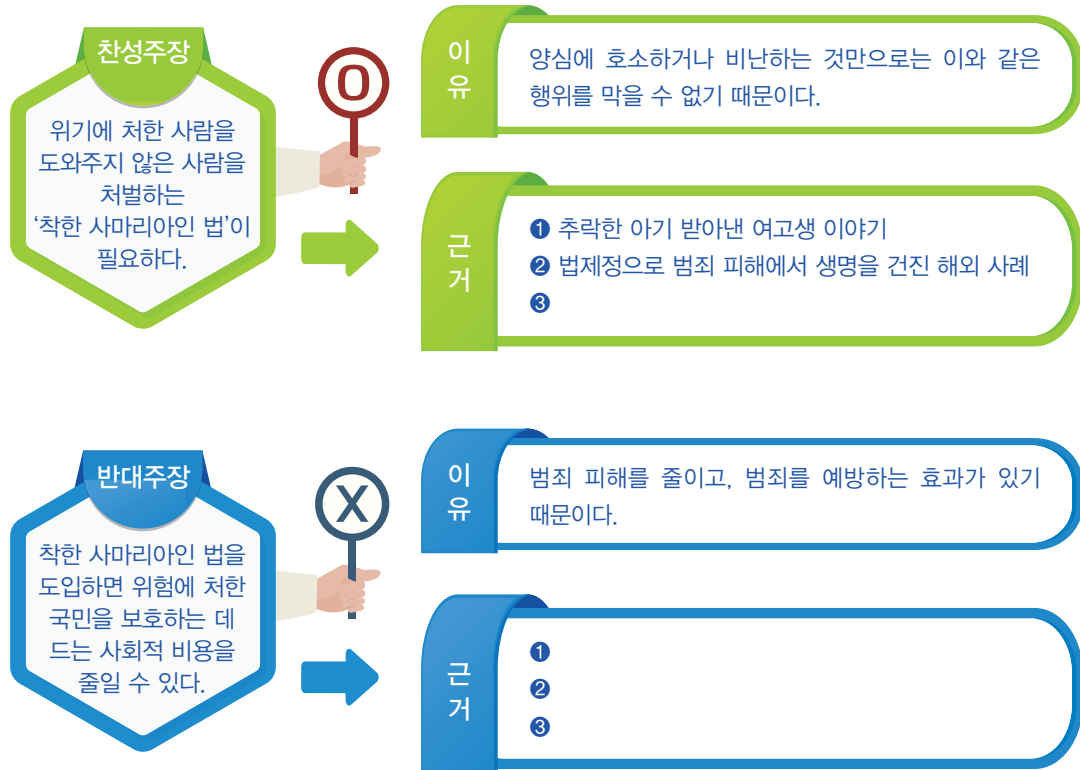 찬성주장
위기에 처한 사람을
도와주지 않은 사람을
처벌하는
‘착한 사마리아인 법’이
필요하다.
O
이
유
양심에 호소하거나 비난하는 것만으로는 이와 같은
행위를 막을 수 없기 때문이다.
근
거
❶ 추락한 아기 받아낸 여고생 이야기
❷ 법제정으로 범죄 피해에서 생명을 건진 해외 사례
❸
반대주장
착한 사마리아인 법을
도입하면 위험에 처한
국민을 보호하는 데
드는 사회적 비용을
줄일 수 있다.
X
이
유
범죄 피해를 줄이고, 범죄를 예방하는 효과가 있기
때문이다.
근
거
❶
❷
❸